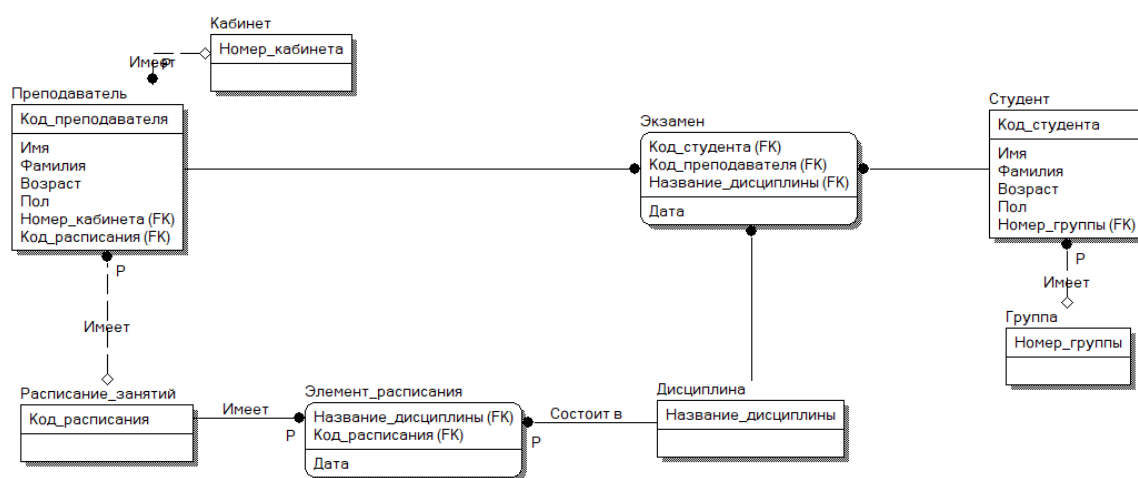 Кабинет
Номер_кабинета
Имеет
P
Преподаватель
Код_преподавателя
Имя
Фамилия
Возраст
Пол
Номер_кабинета (FK)
Код_расписания (FK)
P
Имеет
Экзамен
Код_студента (FK)
Код_преподавателя (FK)
Название_дисциплины (FK)
Дата
Студент
Код_студента
Имя
Фамилия
Возраст
Пол
Номер_группы (FK)
P
Имеет
Группа
Номер_группы
Расписание_занятий
Код_расписания
Имеет
P
Элемент_расписания
Название_дисциплины (FK)
Код_расписания (FK)
Дата
Состоит в
P
Дисциплина
Название_дисциплины